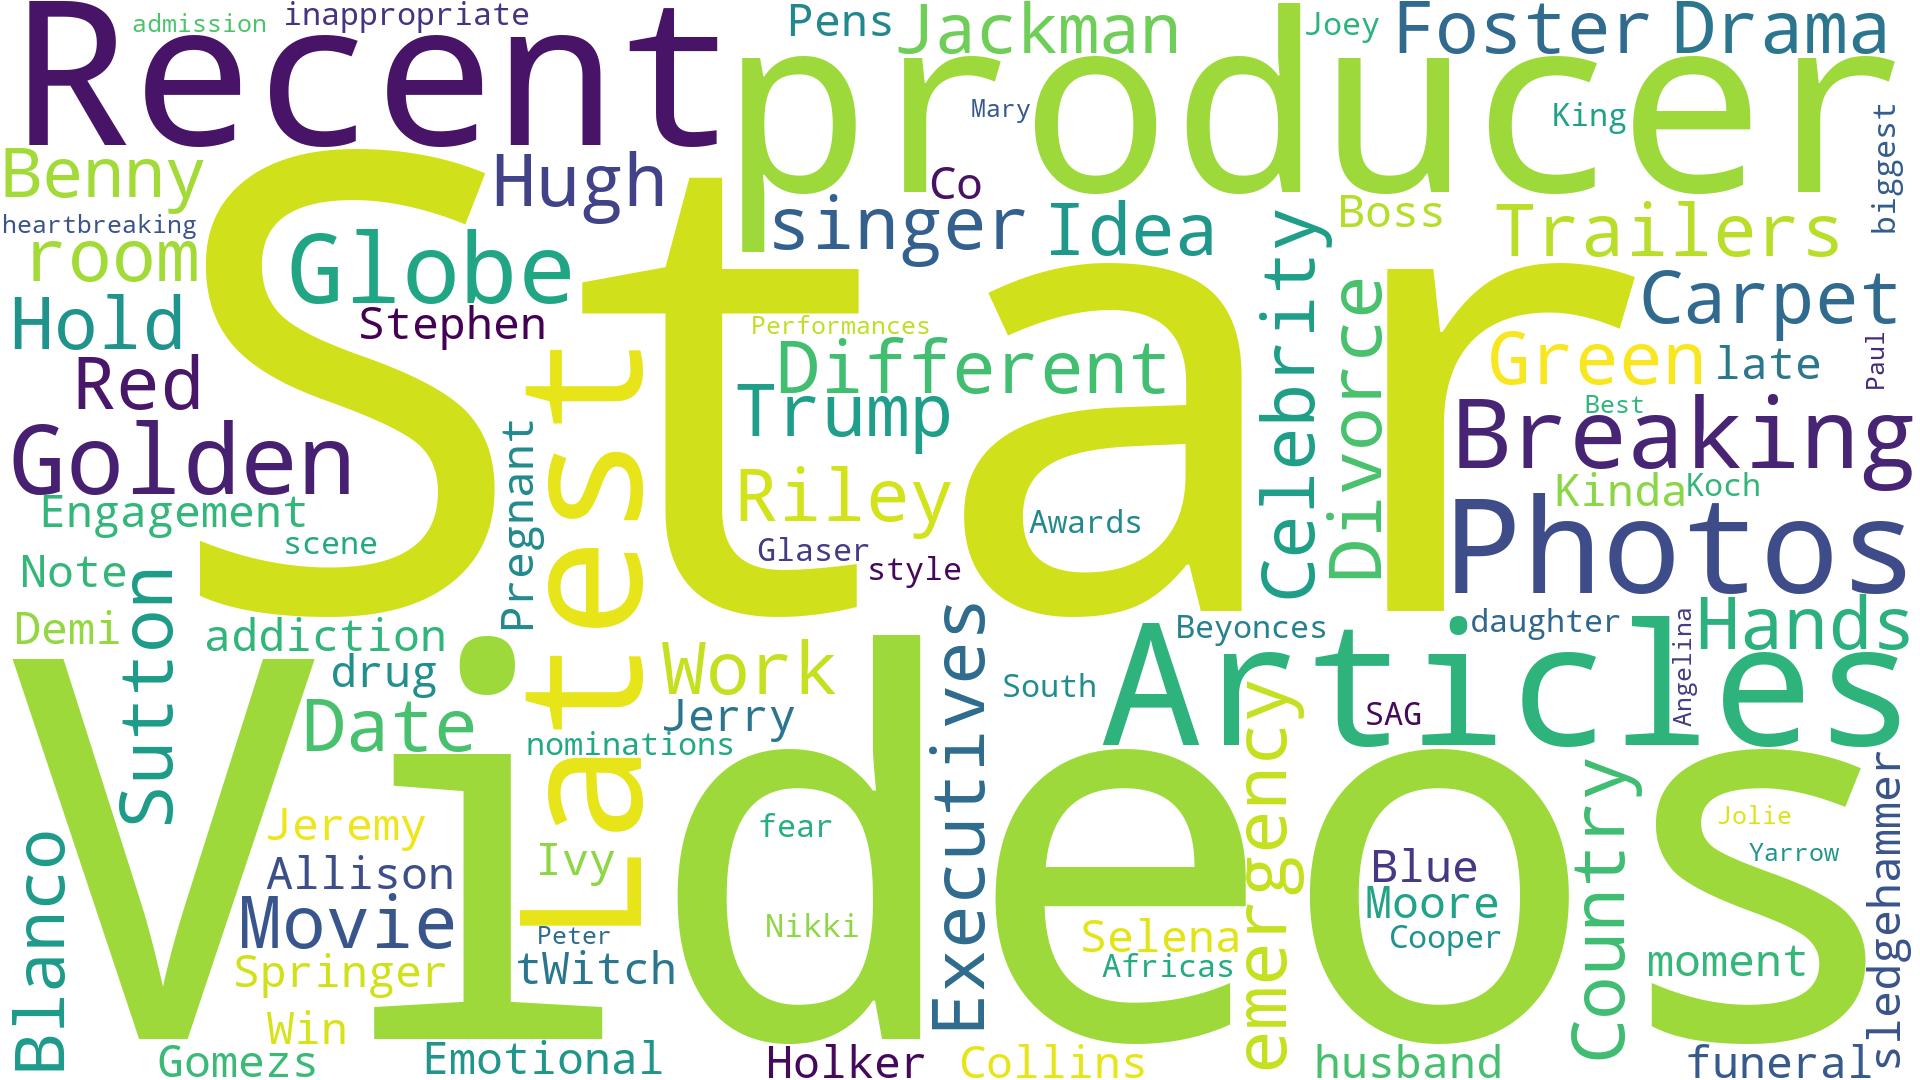 Recent
admission
inappropriate
Pens
Jackman
Joey
Foster
Drama
producer
Mary
King
biggest
Benny
Hugh
Co
heartbreaking
room
Globe
singer
Idea
Celebrity
Boss
Trailers
Star
Hold
Stephen
Performances
Different
Divorce
Carpet
Green
late
Paul
Red
Trump
Best
Breaking
Golden
Latest
Pregnant
Riley
Kinda
Koch
Engagement
scene
Awards
Photos
Glaser
style
Note
Sutton
Demi
addiction
Executives
Beyonces
daughter
Angelina
Hands
drug
Work
South
Articles
Date
Jerry
SAG
nominations
emergency
Videos
Country
sledgehammer
Blanco
Jeremy
fear
Jolie
Allison
Ivy
Blue
Yarrow
Movie
Moore
Peter
Nikki
Selena
Cooper
Springer
tWitch
Africas
moment
Win
Gomezs
Emotional
Holker
Collins
husband
funeral